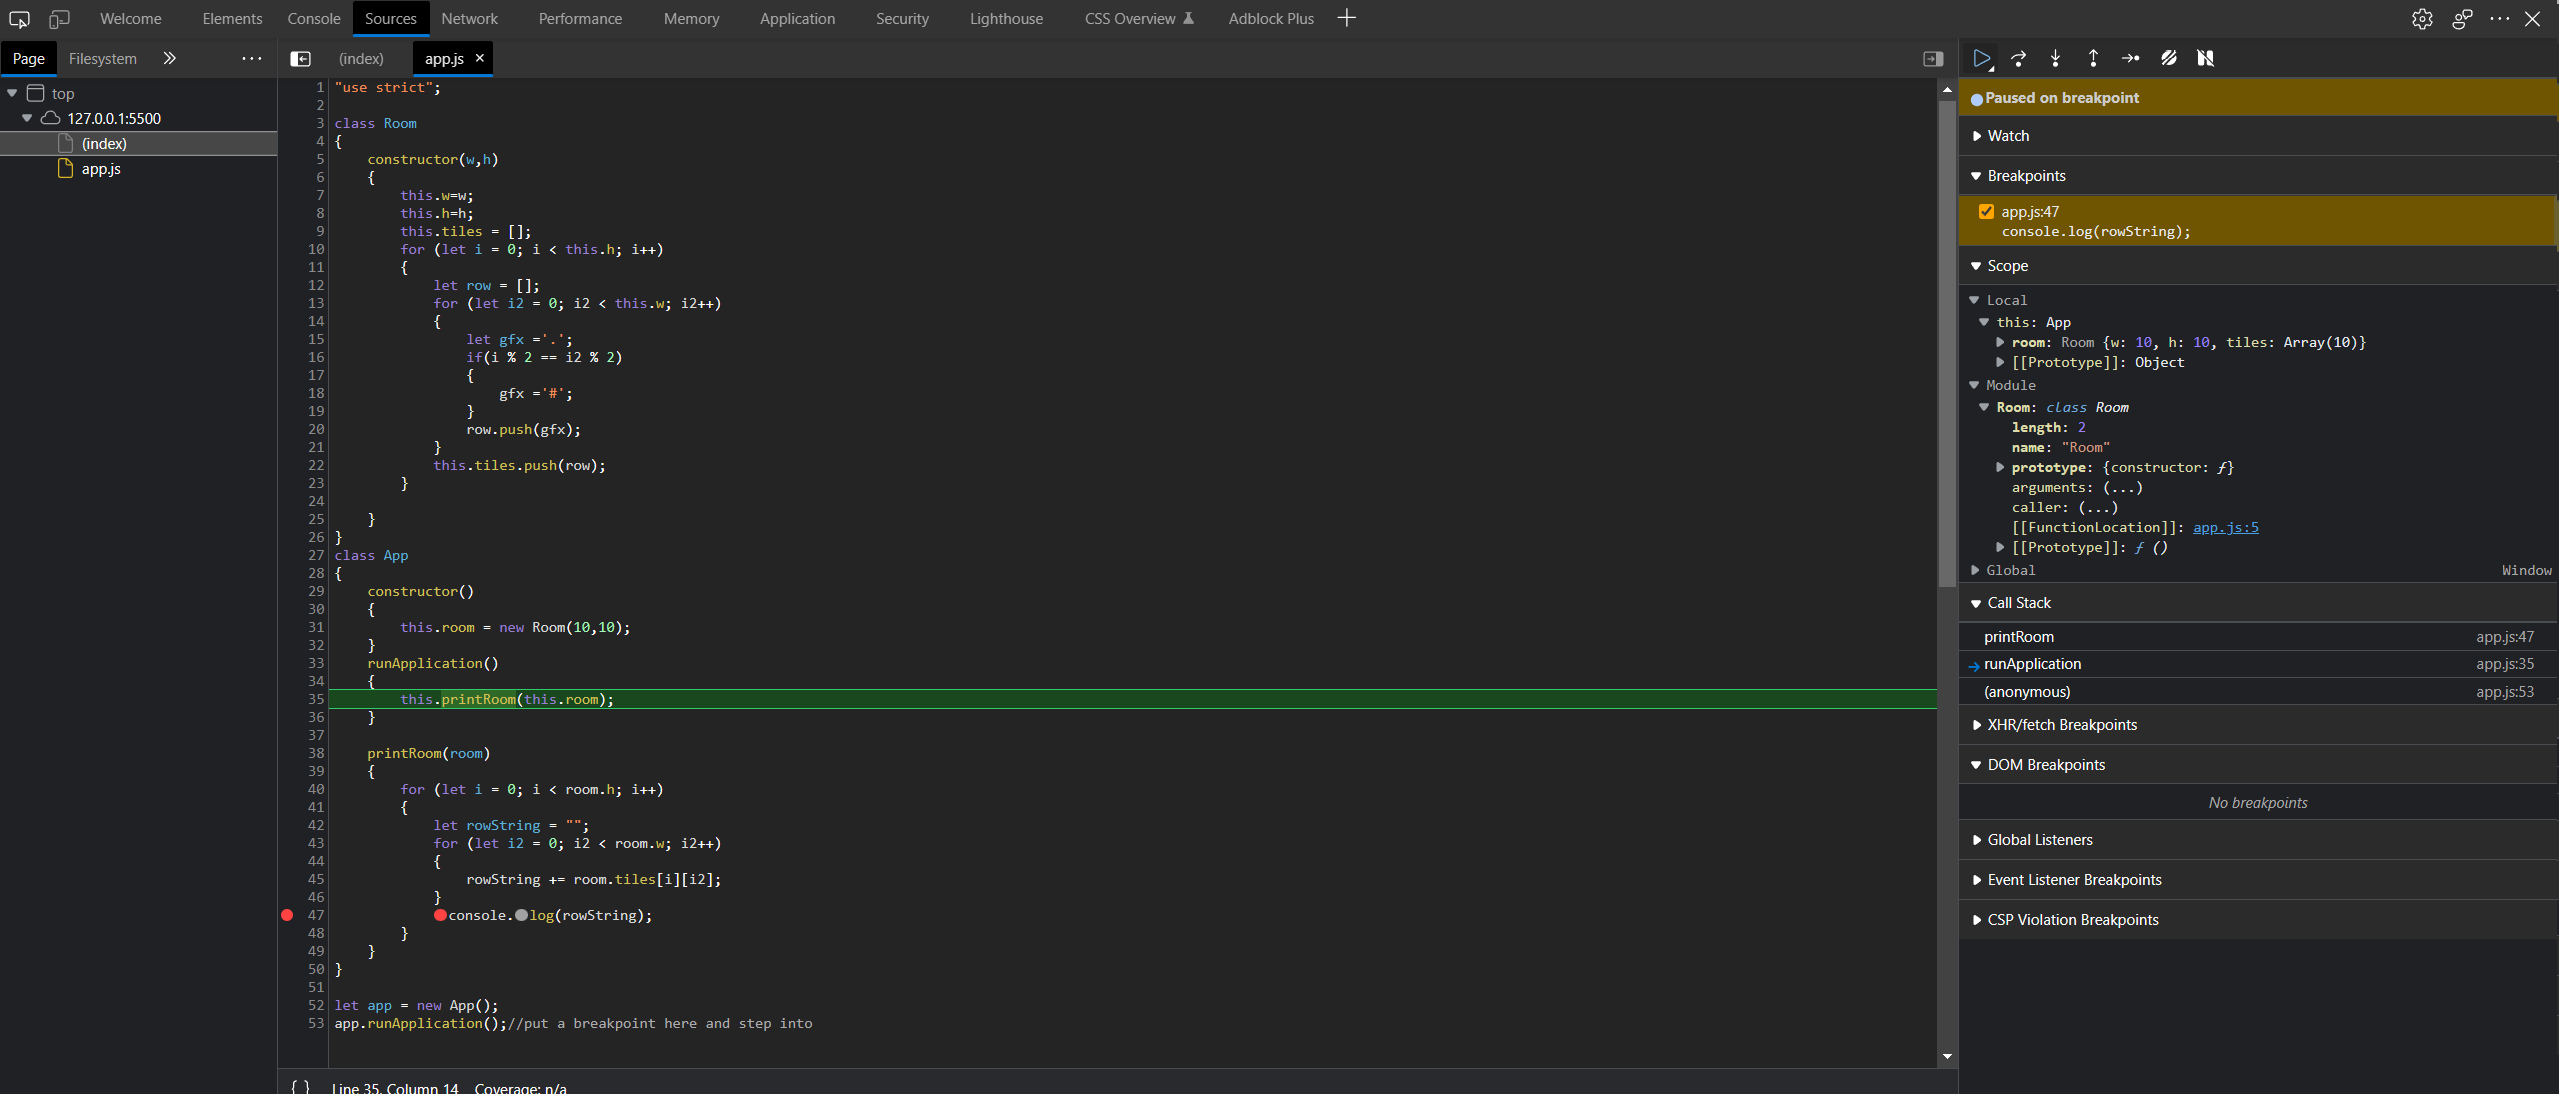 Welcome Elements Console Sources Network Performance Memory Application Security Lighthouse CSS Overview Adblock Plus
Page Filesystem
top
127.0.0.1:5500
(index)
app.js
(index) app.js ×
1 "use strict";
2
3 class Room
4 {
5 constructor(w,h)
6 {
7 this.w=w;
8 this.h=h;
9 this.tiles = [];
10 for (let i = 0; i < this.h; i++)
11 {
12 let row = [];
13 for (let i2 = 0; i2 < this.w; i2++)
14 {
15 let gfx ='.';
16 if(i % 2 == i2 % 2)
17 {
18 gfx ='#';
19 }
20 row.push(gfx);
21 }
22 this.tiles.push(row);
23 }
24
25 }
26 }
27 class App
28 {
29 constructor()
30 {
31 this.room = new Room(10,10);
32 }
33 runApplication()
34 {
35 this.printRoom(this.room);
36 }
37
38 printRoom(room)
39 {
40 for (let i = 0; i < room.h; i++)
41 {
42 let rowString = "";
43 for (let i2 = 0; i2 < room.w; i2++)
44 {
45 rowString += room.tiles[i][i2];
46 }
47 console.log(rowString);
48 }
49 }
50 }
51
52 let app = new App();
53 app.runApplication();//put a breakpoint here and step into
{ } Line 35, Column 14 Coverage: n/a
Paused on breakpoint
Watch
Breakpoints
app.js:47
console.log(rowString);
Scope
Local
this: App
room: Room {w: 10, h: 10, tiles: Array(10)}
[[Prototype]]: Object
Module
Room: class Room
length: 2
name: "Room"
prototype: {constructor: ƒ}
arguments: (...)
caller: (...)
[[FunctionLocation]]: app.js:5
[[Prototype]]: ƒ ()
Global Window
Call Stack
printRoom app.js:47
runApplication app.js:35
(anonymous) app.js:53
XHR/fetch Breakpoints
DOM Breakpoints
No breakpoints
Global Listeners
Event Listener Breakpoints
CSP Violation Breakpoints